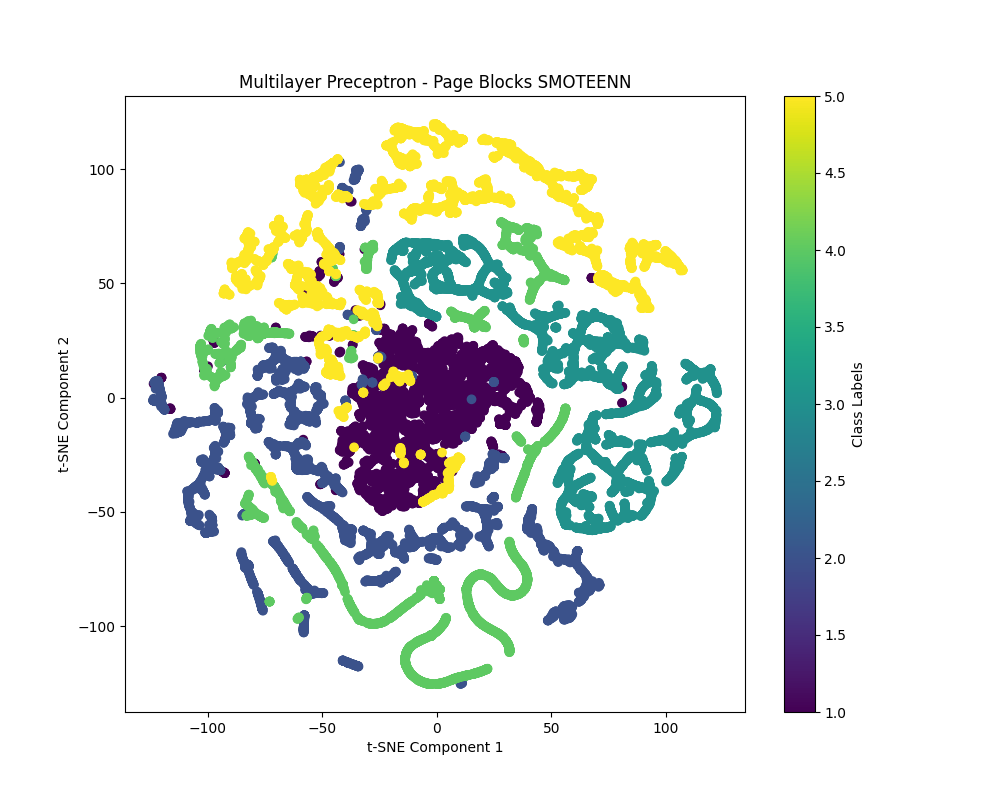 Multilayer Preceptron - Page Blocks SMOTEENN
t-SNE Component 2
100
50
0
−50
−100
−100 −50 0 50 100
t-SNE Component 1
5.0
4.5
4.0
3.5
3.0
2.5
2.0
1.5
1.0
Class Labels